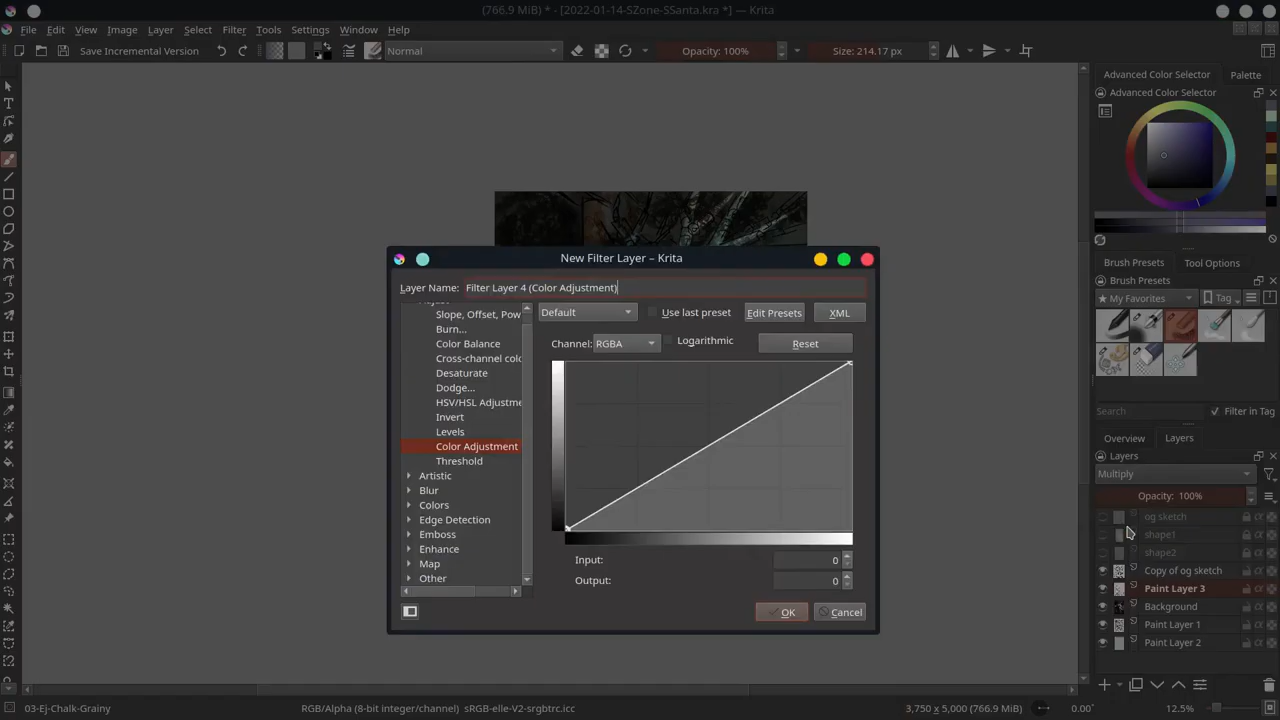 (766.9 MiB) * - [2022-01-14-SZone-SSanta.kra *] — Krita
File Edit View Image Layer Select Filter Tools Settings Window Help
Save Incremental Version
Normal
Opacity: 100%
Size: 214.17 px
Advanced Color Selector
Palette
Advanced Color Selector
New Filter Layer – Krita
Layer Name: Filter Layer 4 (Color Adjustment)
Slope, Offset, Pow
Burn...
Color Balance
Cross-channel colo
Desaturate
Dodge...
HSV/HSL Adjustme
Invert
Levels
Color Adjustment
Threshold
Artistic
Blur
Colors
Edge Detection
Emboss
Enhance
Map
Other
Default
Use last preset
Edit Presets
XML
Channel: RGBA
Logarithmic
Reset
Input: 0
Output: 0
OK
Cancel
Brush Presets
Tool Options
Brush Presets
My Favorites
Tag
Search
Filter in Tag
Overview
Layers
Layers
Multiply
Opacity: 100%
og sketch
shape1
shape2
Copy of og sketch
Paint Layer 3
Background
Paint Layer 1
Paint Layer 2
03-Ej-Chalk-Grainy
RGB/Alpha (8-bit integer/channel) sRGB-elle-V2-srgbtrc.icc
3,750 x 5,000 (766.9 MiB)
0.00°
12.5%